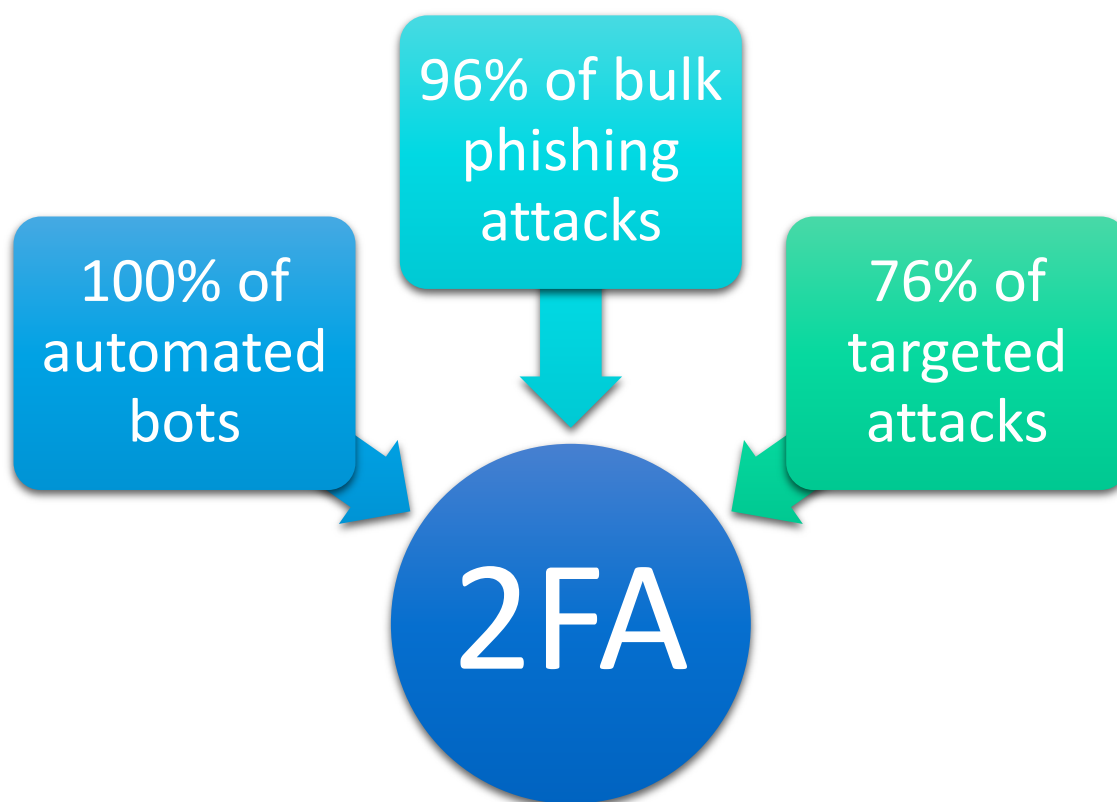 96% of bulk
phishing
attacks
100% of
automated
bots
76% of
targeted
attacks
2FA